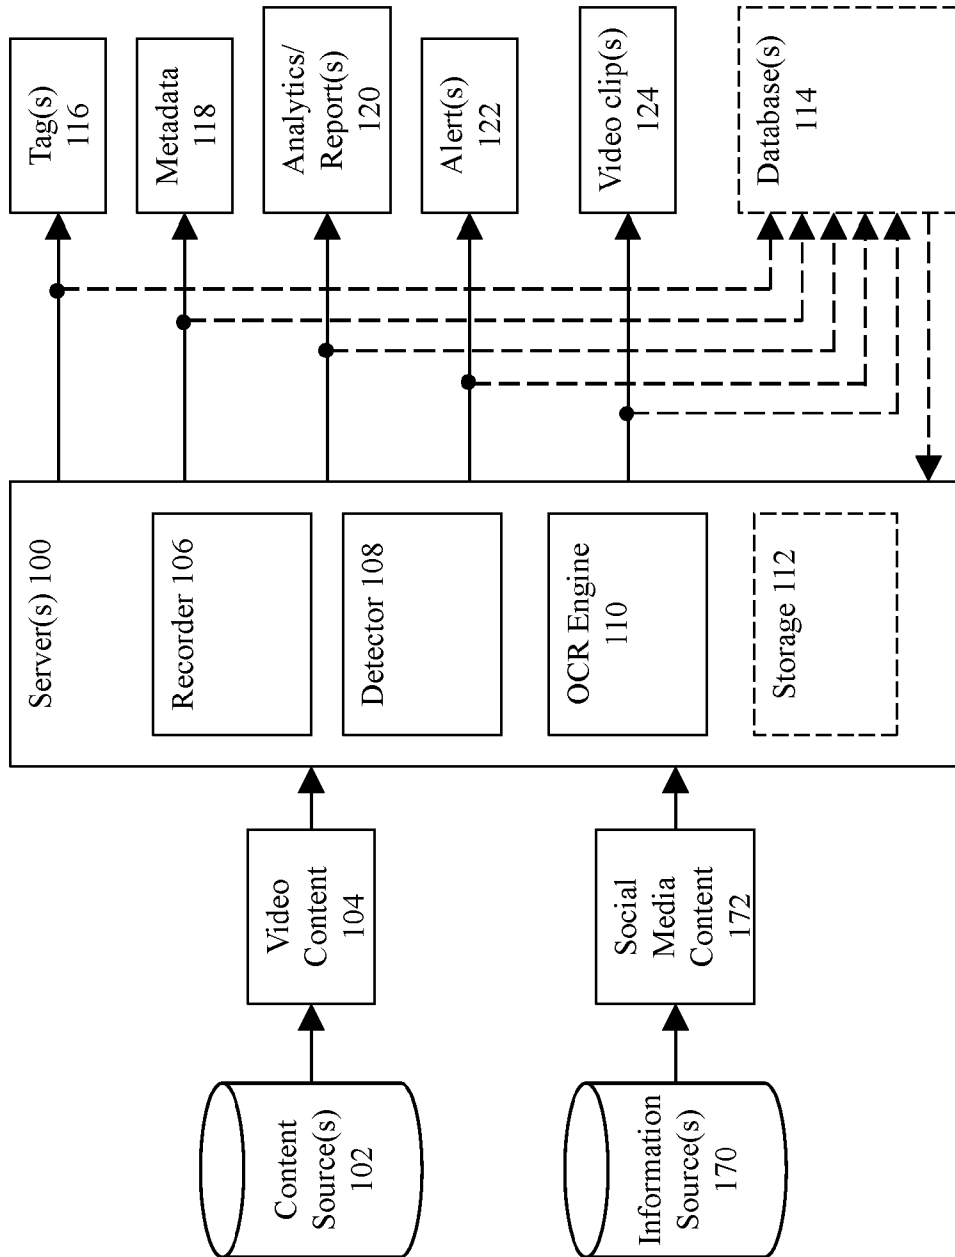 Content
Source(s)
102
Information
Source(s)
170
Video
Content
104
Social
Media
Content
172
Server(s) 100
Recorder 106
Detector 108
OCR Engine
110
Storage 112
Tag(s)
116
Metadata
118
Analytics/
Report(s)
120
Alert(s)
122
Video clip(s)
124
Database(s)
114